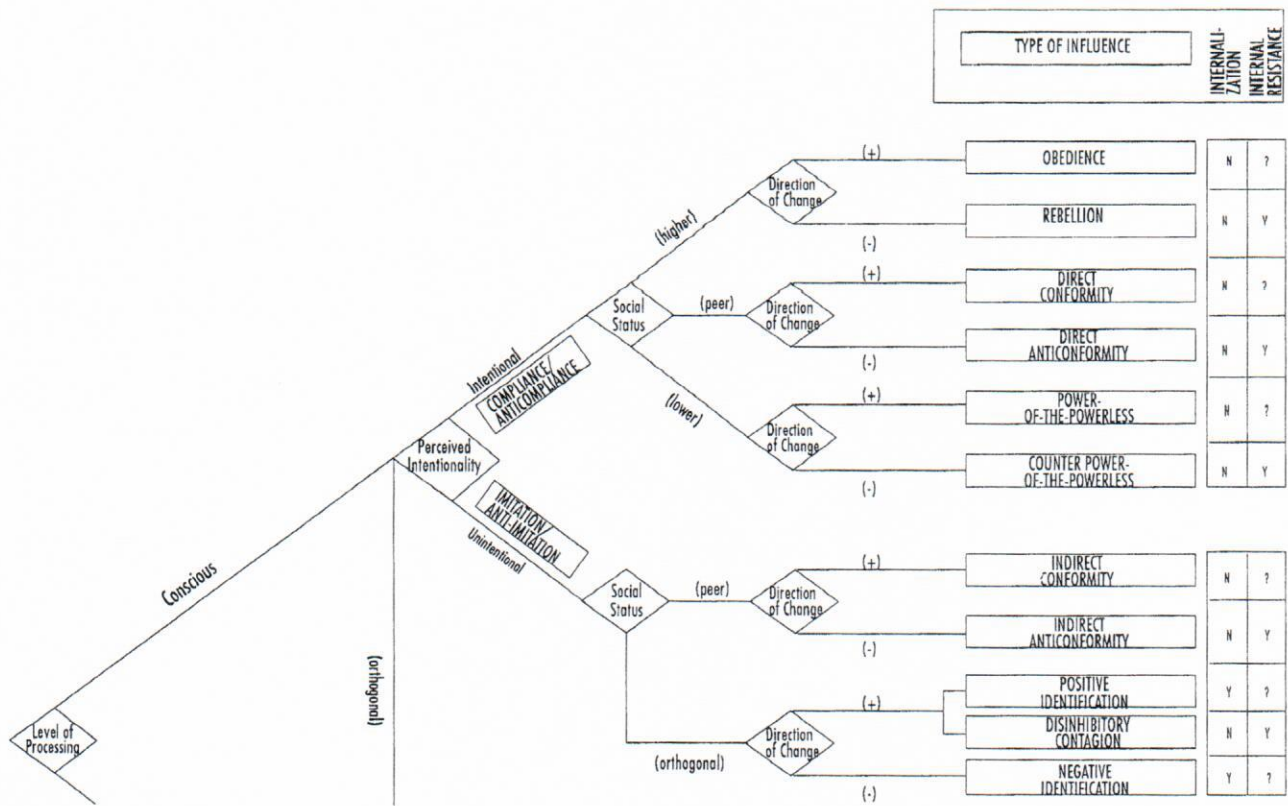 TYPE OF INFLUENCE
INTERNALI-
ZATION
INTERNAL
RESISTANCE
(+)
OBEDIENCE
N
?
Direction
of Change
(higher)
REBELLION
N
Y
(-)
(+)
DIRECT
CONFORMITY
N
?
Social
Status
(peer)
Direction
of Change
DIRECT
ANTICONFORMITY
N
Y
(-)
Intentional
COMPLIANCE/
ANTICOMPLIANCE
(lower)
(+)
POWER-
OF-THE-POWERLESS
N
?
Direction
of Change
Perceived
Intentionality
COUNTER POWER-
OF-THE-POWERLESS
N
Y
(-)
IMITATION/
ANTI-IMITATION
Unintentional
Conscious
(+)
INDIRECT
CONFORMITY
N
?
Social
Status
(peer)
Direction
of Change
INDIRECT
ANTICONFORMITY
N
Y
(-)
(orthogonal)
POSITIVE
IDENTIFICATION
Y
?
(+)
DISINHIBITORY
CONTAGION
N
Y
Level of
Processing
Direction
of Change
(orthogonal)
NEGATIVE
IDENTIFICATION
Y
?
(-)